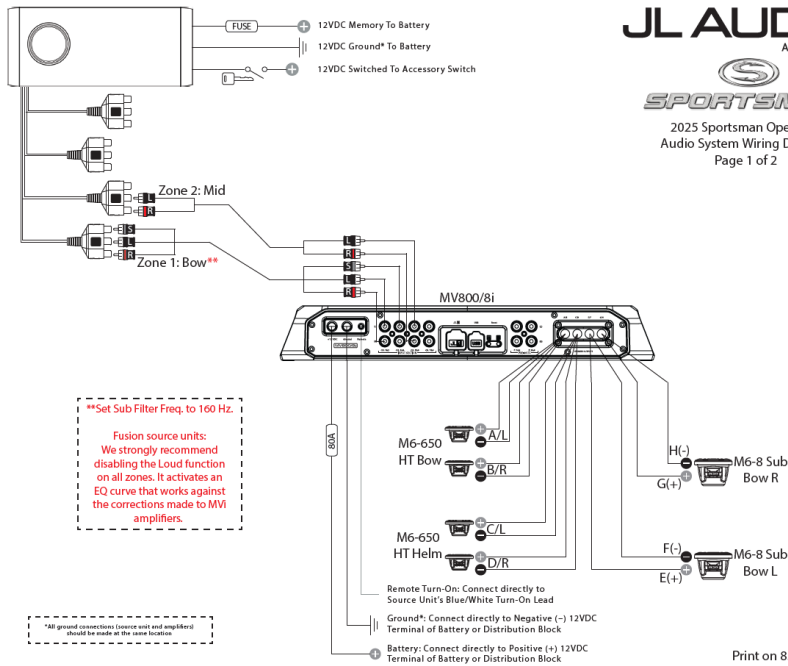 FUSE
12VDC Memory To Battery
12VDC Ground* To Battery
12VDC Switched To Accessory Switch
JL AUD
A
S
SPORTSM
2025 Sportsman Ope
Audio System Wiring D
Page 1 of 2
Zone 2: Mid
L
R
S
L
R
Zone 1: Bow**
L
R
S
L
R
MV800/8i
**Set Sub Filter Freq. to 160 Hz.
Fusion source units:
We strongly recommend
disabling the Loud function
on all zones. It activates an
EQ curve that works against
the corrections made to MVi
amplifiers.
80A
M6-650
HT Bow
A/L
B/R
M6-650
HT Helm
C/L
D/R
H(-)
G(+)
M6-8 Sub
Bow R
F(-)
E(+)
M6-8 Sub
Bow L
Remote Turn-On: Connect directly to
Source Unit's Blue/White Turn-On Lead
Ground*: Connect directly to Negative (–) 12VDC
Terminal of Battery or Distribution Block
Battery: Connect directly to Positive (+) 12VDC
Terminal of Battery or Distribution Block
*All ground connections (source unit and amplifiers)
should be made at the same location
Print on 8